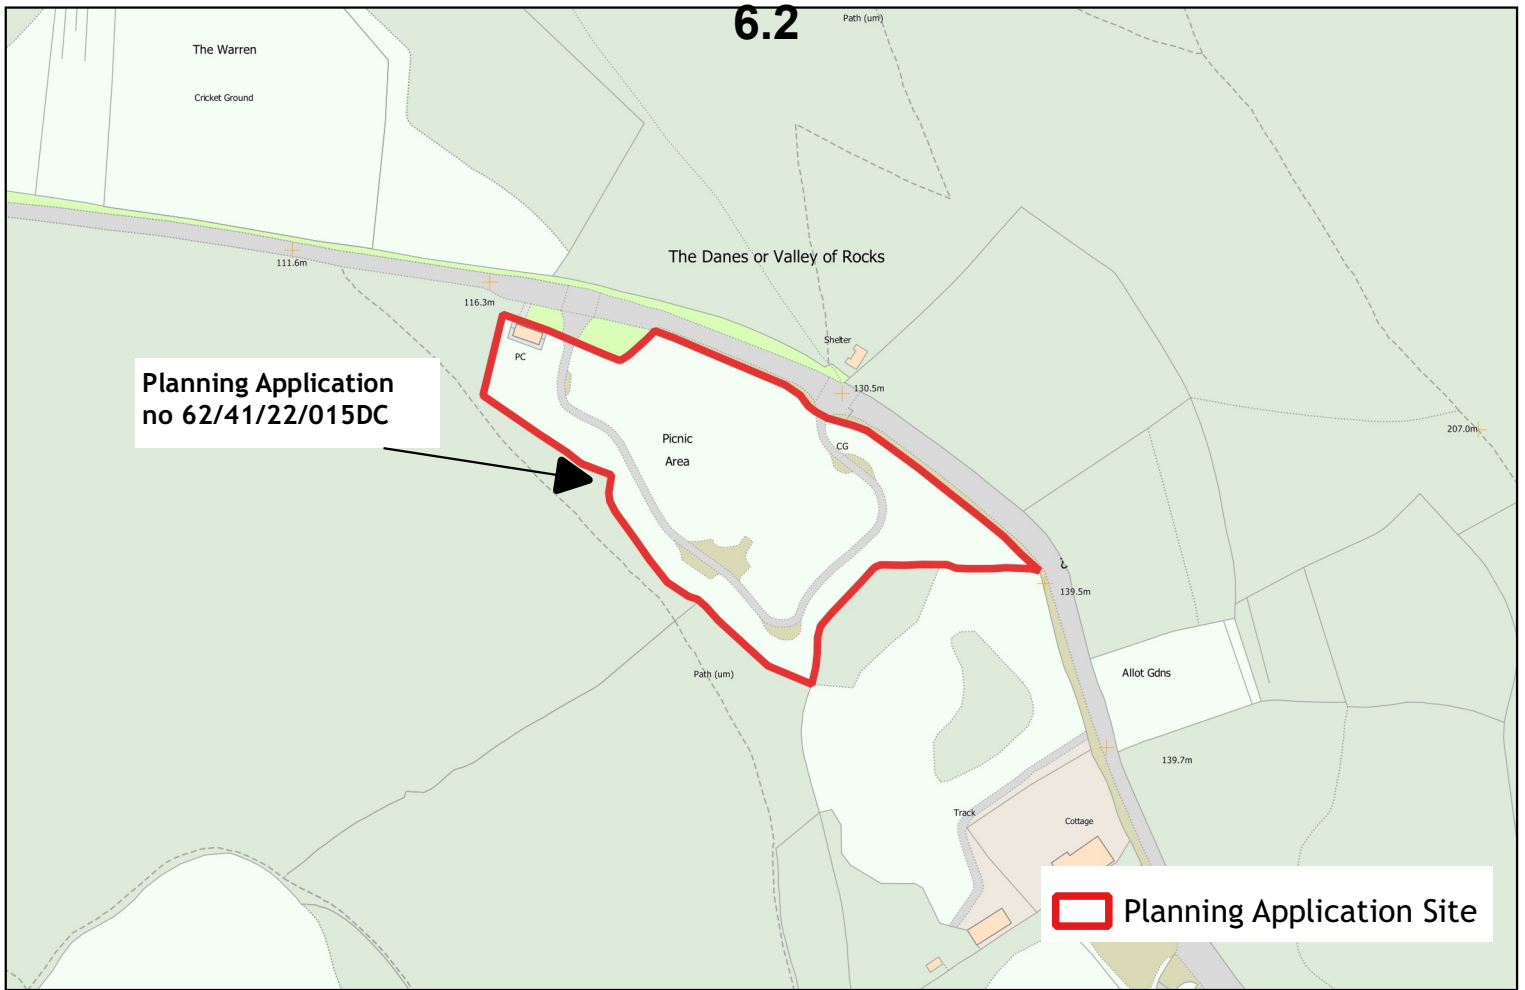 6.2
Path (um)
The Warren
Cricket Ground
111.6m
The Danes or Valley of Rocks
116.3m
Shelter
PC
130.5m
Planning Application
no 62/41/22/015DC
207.0m
Picnic
Area
CG
139.5m
Path (um)
Allot Gdns
139.7m
Track
Cottage
Planning Application Site